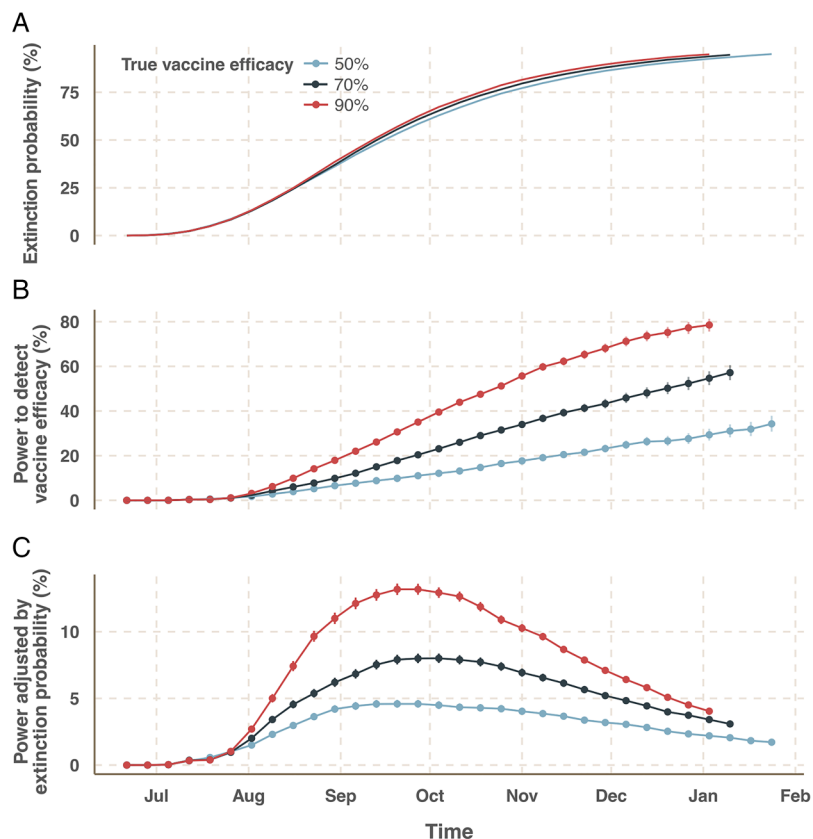 A
Extinction probability (%)
75
50
25
0
True vaccine efficacy
50%
70%
90%
B
Power to detect
vaccine efficacy (%)
80
60
40
20
0
C
Power adjusted by
extinction probability (%)
10
5
0
Jul Aug Sep Oct Nov Dec Jan Feb
Time